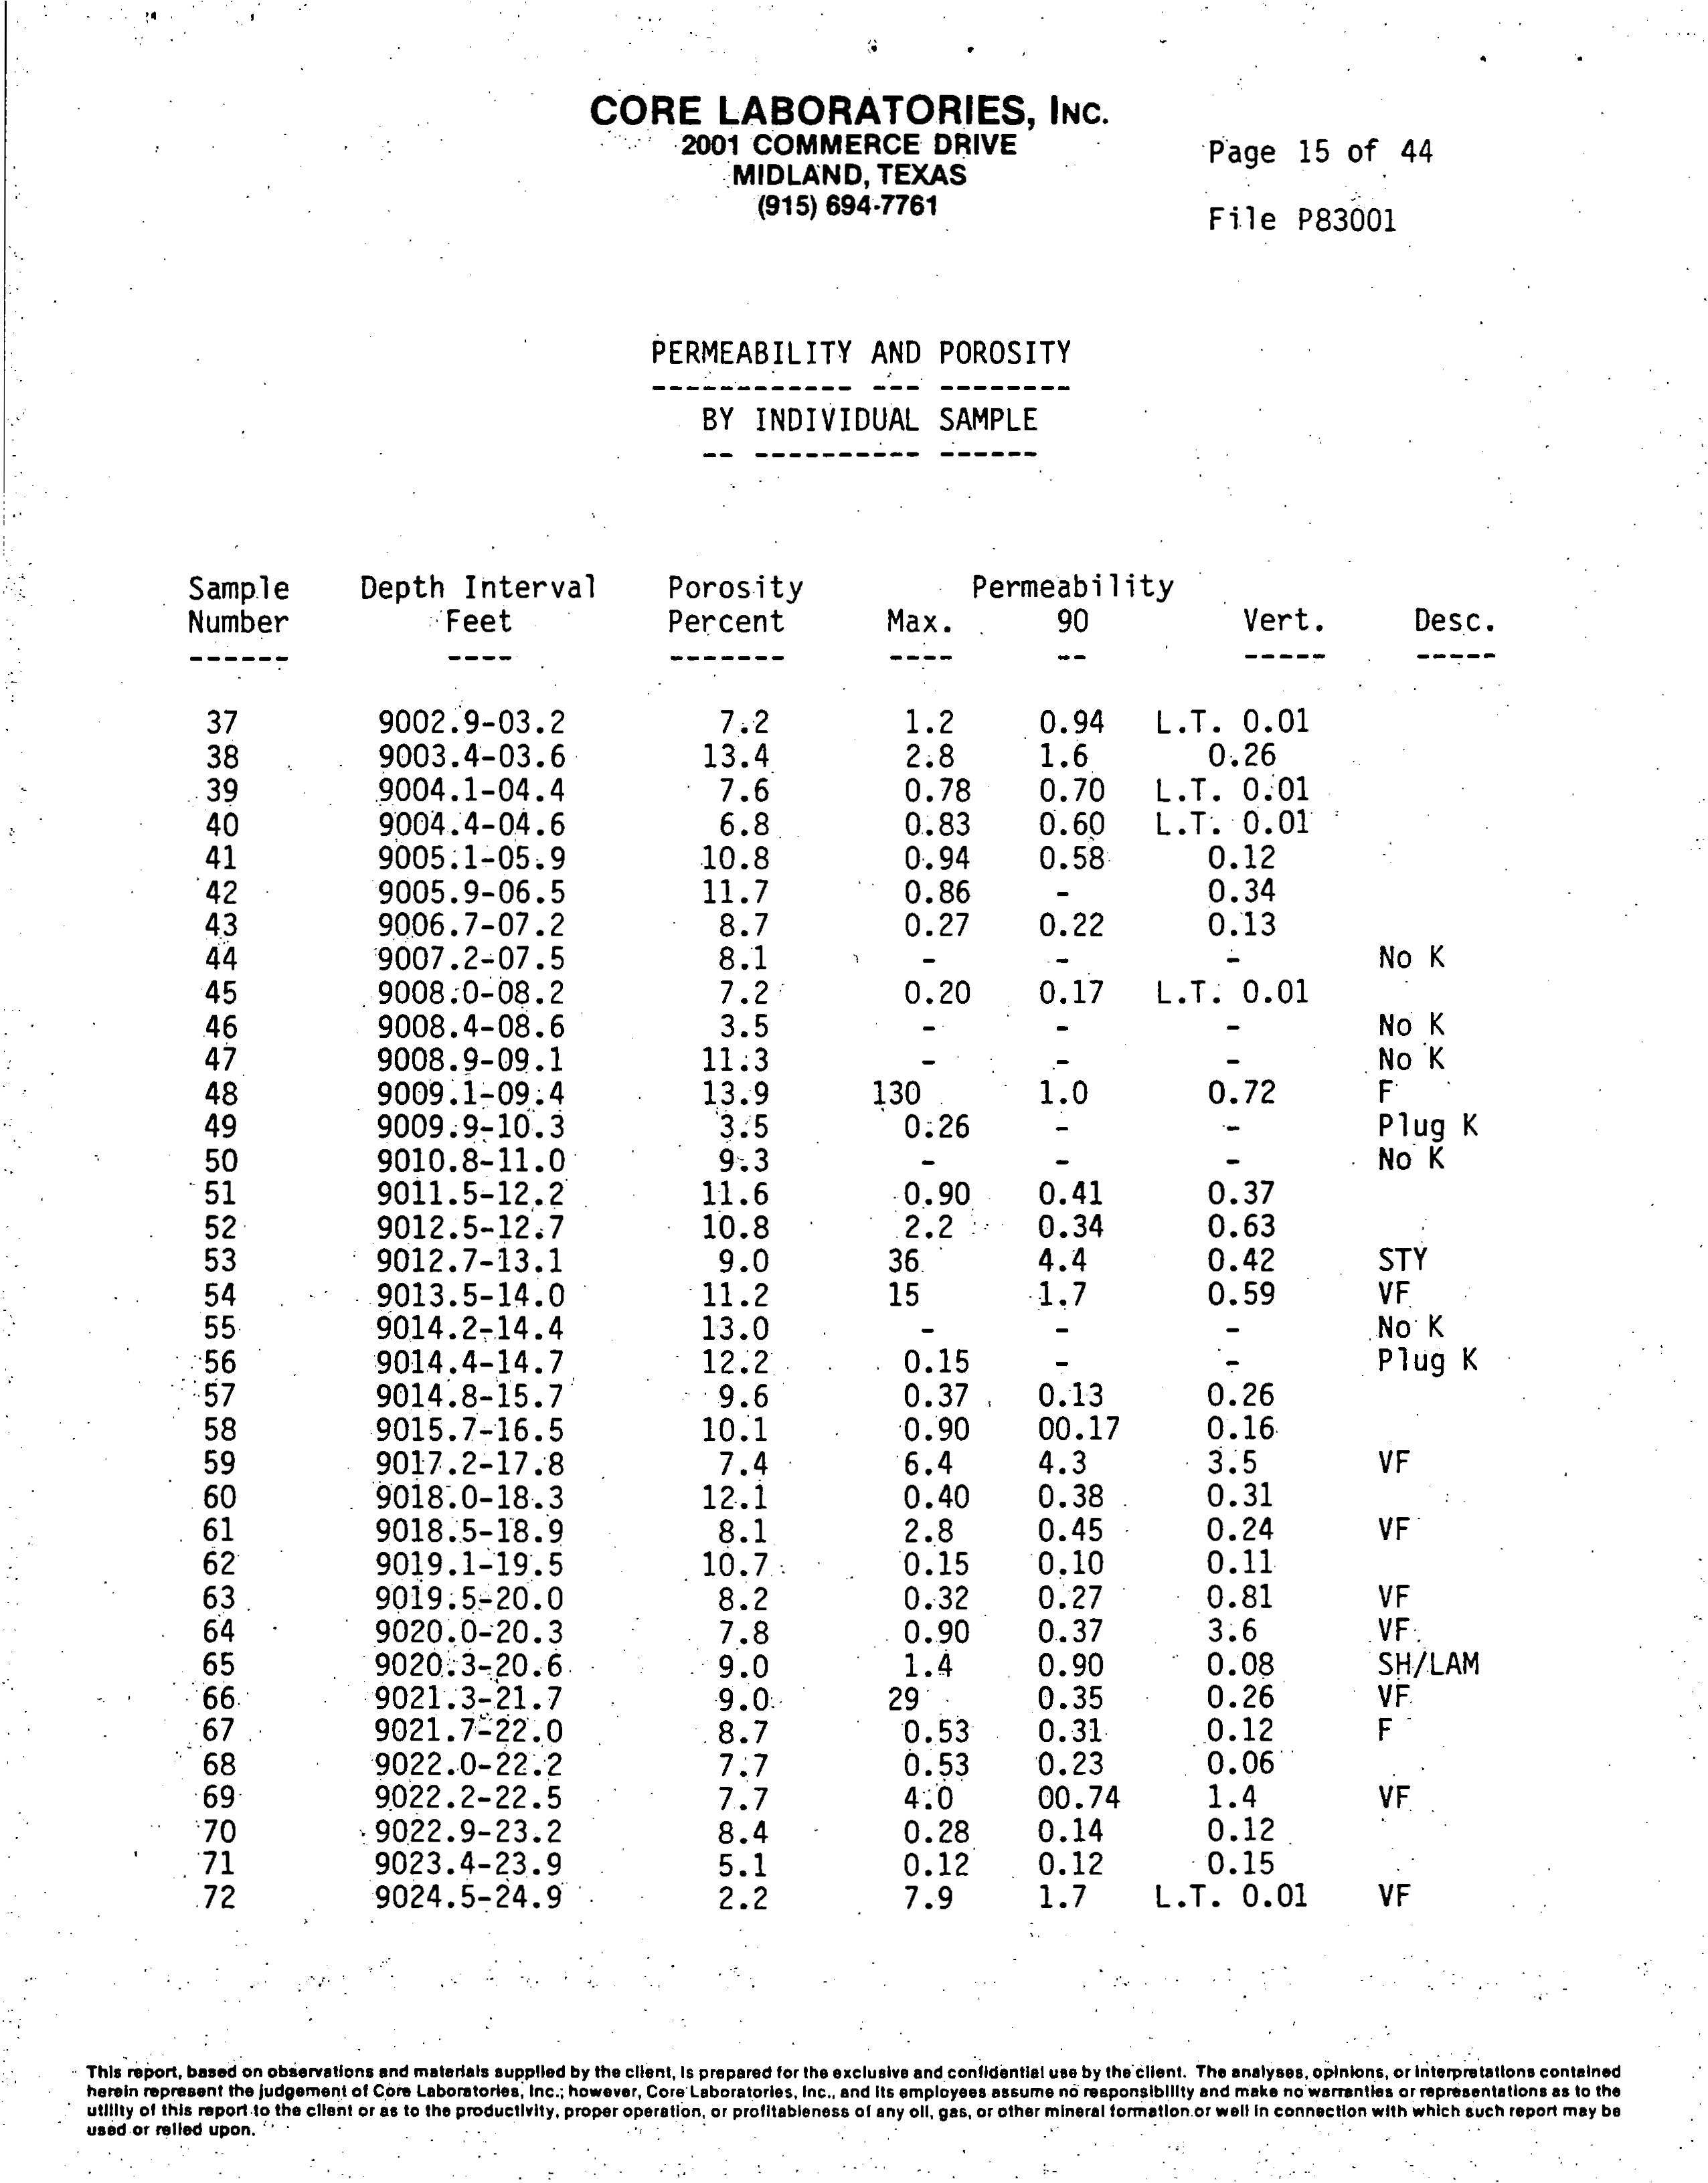 CORE LABORATORIES, INC.
2001 COMMERCE DRIVE
MIDLAND, TEXAS
(915) 694-7761
Page 15 of 44
File P83001
PERMEABILITY AND POROSITY
------------ --- --------
BY INDIVIDUAL SAMPLE
-- ---------- ------
Sample Depth Interval Porosity Permeability
Number Feet Percent Max. 90 Vert. Desc.
------ ---- ------- ---- -- ----- -----
37 9002.9-03.2 7.2 1.2 0.94 L.T. 0.01
38 9003.4-03.6 13.4 2.8 1.6 0.26
39 9004.1-04.4 7.6 0.78 0.70 L.T. 0.01
40 9004.4-04.6 6.8 0.83 0.60 L.T. 0.01
41 9005.1-05.9 10.8 0.94 0.58 0.12
42 9005.9-06.5 11.7 0.86 - 0.34
43 9006.7-07.2 8.7 0.27 0.22 0.13
44 9007.2-07.5 8.1 - - - No K
45 9008.0-08.2 7.2 0.20 0.17 L.T. 0.01
46 9008.4-08.6 3.5 - - - No K
47 9008.9-09.1 11.3 - - - No K
48 9009.1-09.4 13.9 130 1.0 0.72 F
49 9009.9-10.3 3.5 0.26 - - Plug K
50 9010.8-11.0 9.3 - - - No K
51 9011.5-12.2 11.6 0.90 0.41 0.37
52 9012.5-12.7 10.8 2.2 0.34 0.63
53 9012.7-13.1 9.0 36 4.4 0.42 STY
54 9013.5-14.0 11.2 15 1.7 0.59 VF
55 9014.2-14.4 13.0 - - - No K
56 9014.4-14.7 12.2 0.15 - - Plug K
57 9014.8-15.7 9.6 0.37 0.13 0.26
58 9015.7-16.5 10.1 0.90 00.17 0.16
59 9017.2-17.8 7.4 6.4 4.3 3.5 VF
60 9018.0-18.3 12.1 0.40 0.38 0.31
61 9018.5-18.9 8.1 2.8 0.45 0.24 VF
62 9019.1-19.5 10.7 0.15 0.10 0.11
63 9019.5-20.0 8.2 0.32 0.27 0.81 VF
64 9020.0-20.3 7.8 0.90 0.37 3.6 VF
65 9020.3-20.6 9.0 1.4 0.90 0.08 SH/LAM
66 9021.3-21.7 9.0 29 0.35 0.26 VF
67 9021.7-22.0 8.7 0.53 0.31 0.12 F
68 9022.0-22.2 7.7 0.53 0.23 0.06
69 9022.2-22.5 7.7 4.0 00.74 1.4 VF
70 9022.9-23.2 8.4 0.28 0.14 0.12
71 9023.4-23.9 5.1 0.12 0.12 0.15
72 9024.5-24.9 2.2 7.9 1.7 L.T. 0.01 VF
This report, based on observations and materials supplied by the client, is prepared for the exclusive and confidential use by the client. The analyses, opinions, or interpretations contained
herein represent the judgement of Core Laboratories, Inc.; however, Core Laboratories, Inc., and its employees assume no responsibility and make no warranties or representations as to the
utility of this report to the client or as to the productivity, proper operation, or profitableness of any oil, gas, or other mineral formation or well in connection with which such report may be
used or relied upon.